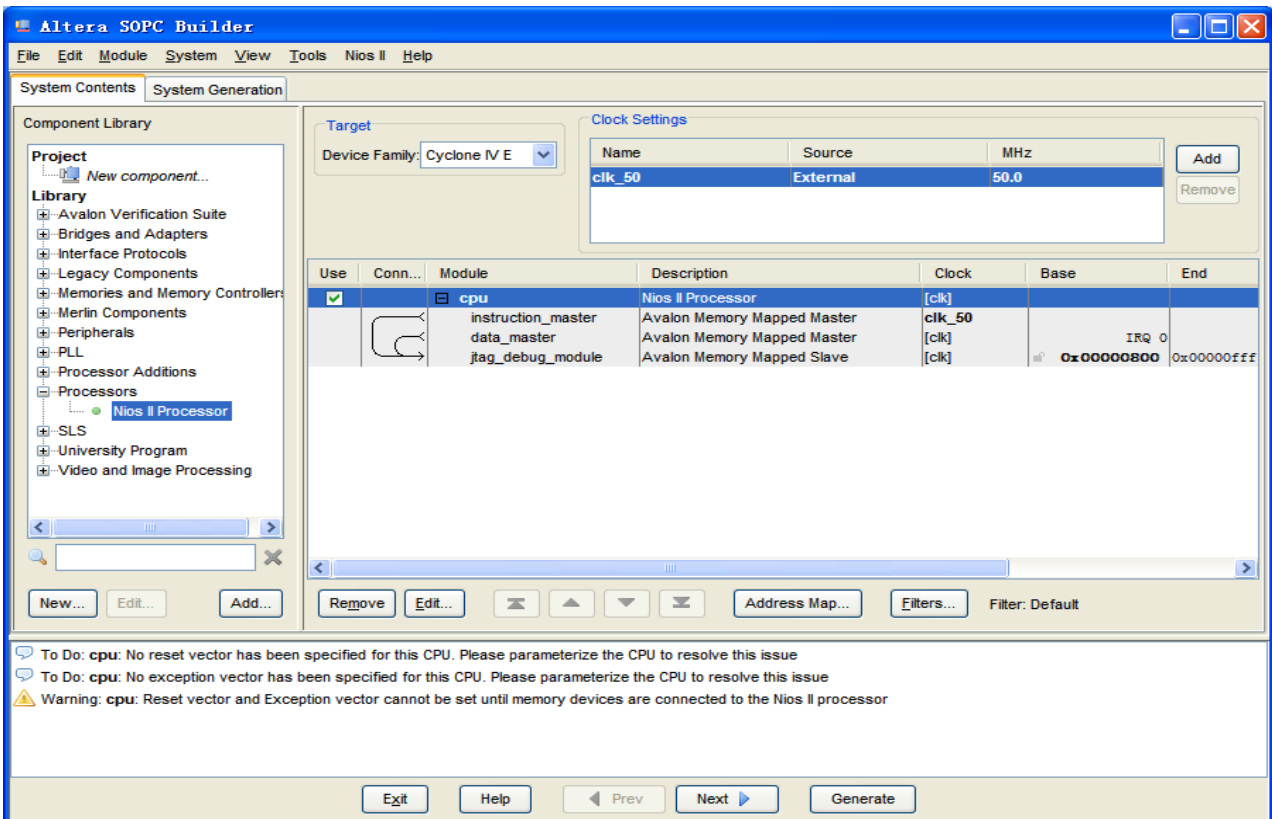 Altera SOPC Builder
File Edit Module System View Tools Nios II Help
System Contents System Generation
Component Library
Project
New component...
Library
Avalon Verification Suite
Bridges and Adapters
Interface Protocols
Legacy Components
Memories and Memory Controllers
Merlin Components
Peripherals
PLL
Processor Additions
Processors
Nios II Processor
SLS
University Program
Video and Image Processing
New... Edit... Add...
Target
Device Family: Cyclone IV E
Clock Settings
Name Source MHz
clk_50 External 50.0
Add
Remove
Use Conn... Module Description Clock Base End
cpu Nios II Processor [clk]
instruction_master Avalon Memory Mapped Master clk_50
data_master Avalon Memory Mapped Master [clk] IRQ 0
jtag_debug_module Avalon Memory Mapped Slave [clk] 0x00000800 0x00000fff
Remove Edit... Address Map... Filters... Filter: Default
To Do: cpu: No reset vector has been specified for this CPU. Please parameterize the CPU to resolve this issue
To Do: cpu: No exception vector has been specified for this CPU. Please parameterize the CPU to resolve this issue
Warning: cpu: Reset vector and Exception vector cannot be set until memory devices are connected to the Nios II processor
Exit Help Prev Next Generate